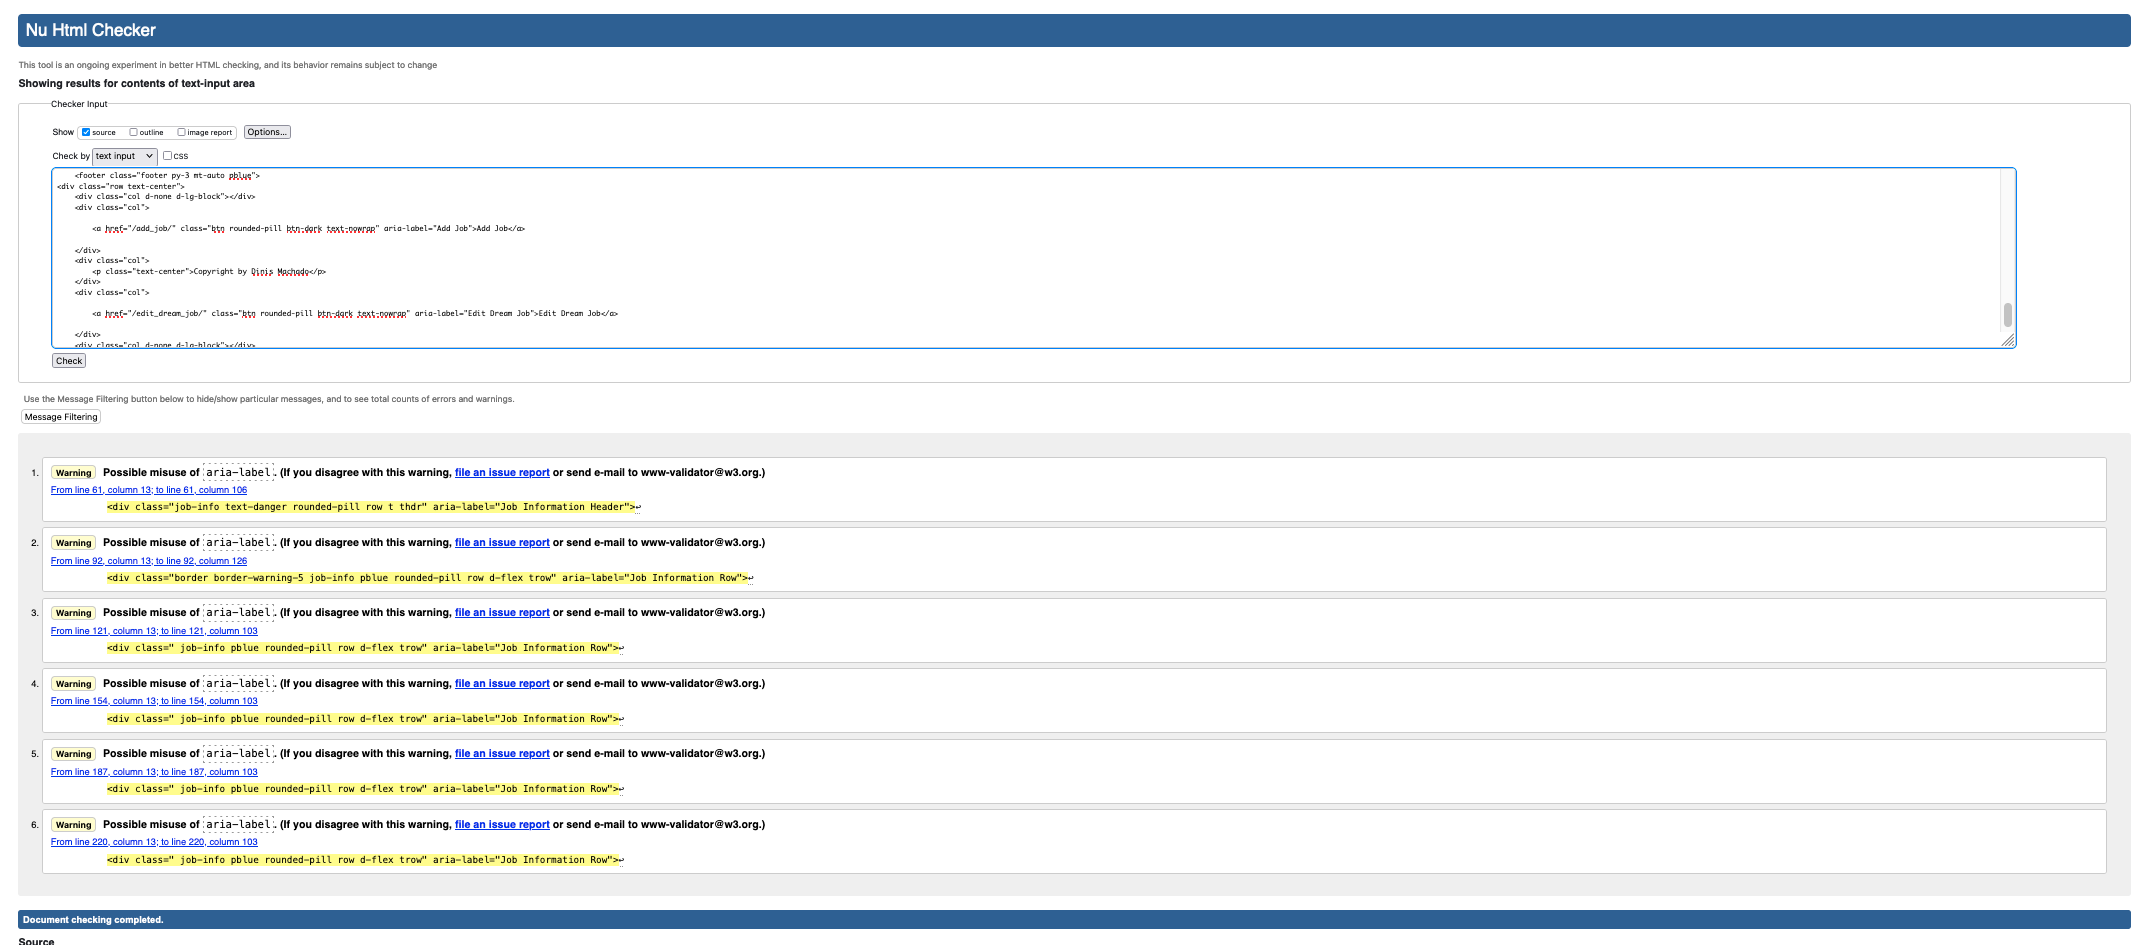 Nu Html Checker
This tool is an ongoing experiment in better HTML checking, and its behavior remains subject to change
Showing results for contents of text-input area
Checker Input
Show source outline image report Options...
Check by text input CSS
<footer class="footer py-3 mt-auto pblue">
<div class="row text-center">
<div class="col d-none d-lg-block"></div>
<div class="col">
<a href="/add_job/" class="btn rounded-pill btn-dark text-nowrap" aria-label="Add Job">Add Job</a>
</div>
<div class="col">
<p class="text-center">Copyright by Dinis Machado</p>
</div>
<div class="col">
<a href="/edit_dream_job/" class="btn rounded-pill btn-dark text-nowrap" aria-label="Edit Dream Job">Edit Dream Job</a>
</div>
<div class="col d-none d-lg-block"></div>
Check
Use the Message Filtering button below to hide/show particular messages, and to see total counts of errors and warnings.
Message Filtering
1. Warning Possible misuse of aria-label. (If you disagree with this warning, file an issue report or send e-mail to www-validator@w3.org.)
From line 61, column 13; to line 61, column 106
<div class="job-info text-danger rounded-pill row t thdr" aria-label="Job Information Header">↩
2. Warning Possible misuse of aria-label. (If you disagree with this warning, file an issue report or send e-mail to www-validator@w3.org.)
From line 92, column 13; to line 92, column 126
<div class="border border-warning-5 job-info pblue rounded-pill row d-flex trow" aria-label="Job Information Row">↩
3. Warning Possible misuse of aria-label. (If you disagree with this warning, file an issue report or send e-mail to www-validator@w3.org.)
From line 121, column 13; to line 121, column 103
<div class=" job-info pblue rounded-pill row d-flex trow" aria-label="Job Information Row">↩
4. Warning Possible misuse of aria-label. (If you disagree with this warning, file an issue report or send e-mail to www-validator@w3.org.)
From line 154, column 13; to line 154, column 103
<div class=" job-info pblue rounded-pill row d-flex trow" aria-label="Job Information Row">↩
5. Warning Possible misuse of aria-label. (If you disagree with this warning, file an issue report or send e-mail to www-validator@w3.org.)
From line 187, column 13; to line 187, column 103
<div class=" job-info pblue rounded-pill row d-flex trow" aria-label="Job Information Row">↩
6. Warning Possible misuse of aria-label. (If you disagree with this warning, file an issue report or send e-mail to www-validator@w3.org.)
From line 220, column 13; to line 220, column 103
<div class=" job-info pblue rounded-pill row d-flex trow" aria-label="Job Information Row">↩
Document checking completed.
Source